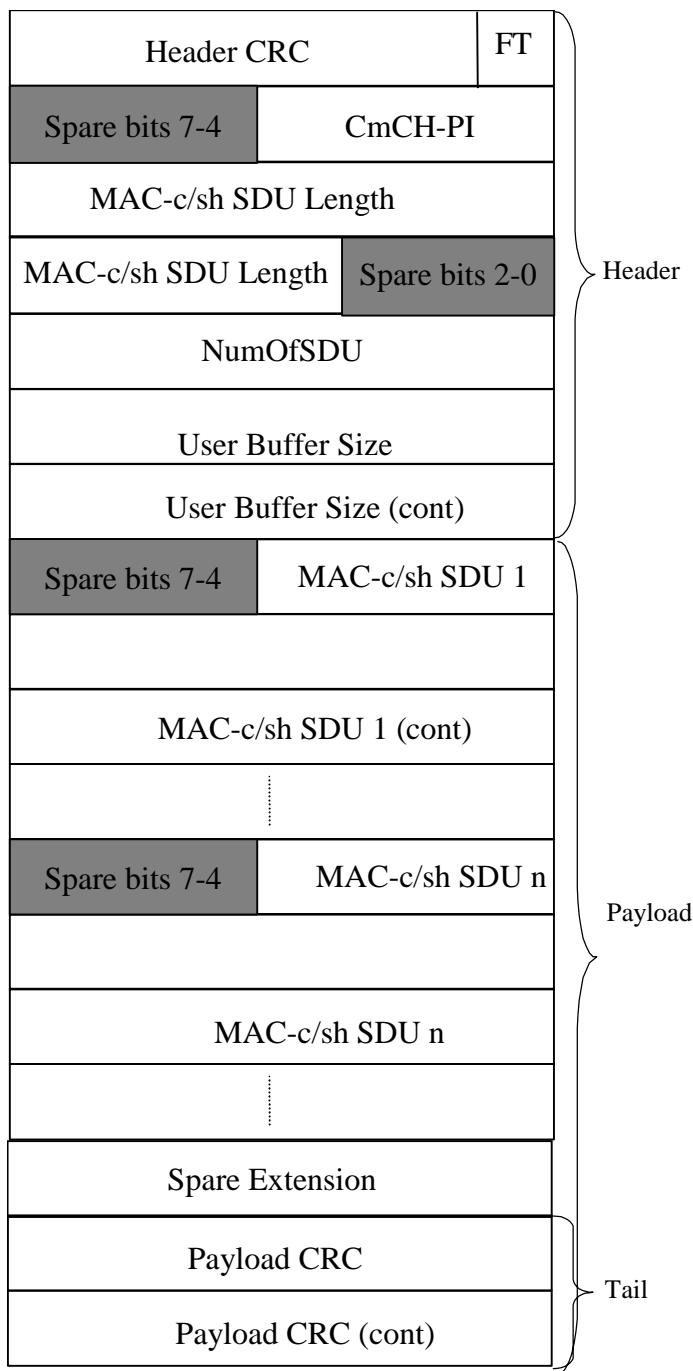 Header CRC FT
Spare bits 7-4 CmCH-PI
MAC-c/sh SDU Length
MAC-c/sh SDU Length Spare bits 2-0
Header
NumOfSDU
User Buffer Size
User Buffer Size (cont)
Spare bits 7-4 MAC-c/sh SDU 1
MAC-c/sh SDU 1 (cont)
Spare bits 7-4 MAC-c/sh SDU n
Payload
MAC-c/sh SDU n
Spare Extension
Payload CRC
Tail
Payload CRC (cont)